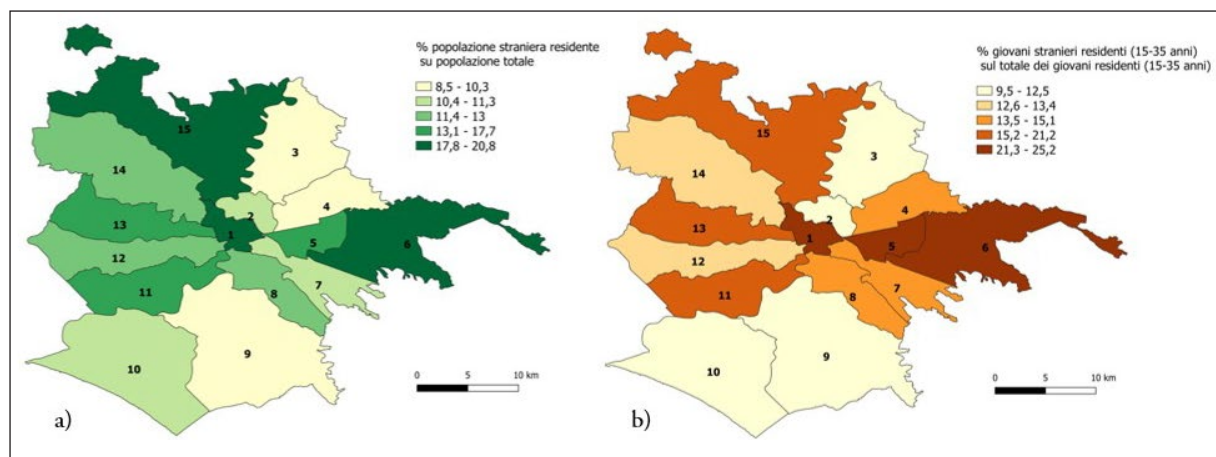 % popolazione straniera residente
su popolazione totale
8,5 - 10,3
10,4 - 11,3
11,4 - 13
13,1 - 17,7
17,8 - 20,8
15
3
14
2
4
1
13
5
6
12
7
11
8
9
10
0 5 10 km
a)
% giovani stranieri residenti (15-35 anni)
sul totale dei giovani residenti (15-35 anni)
9,5 - 12,5
12,6 - 13,4
13,5 - 15,1
15,2 - 21,2
21,3 - 25,2
15
3
14
2
4
1
13
5
6
12
7
11
8
9
10
0 5 10 km
b)